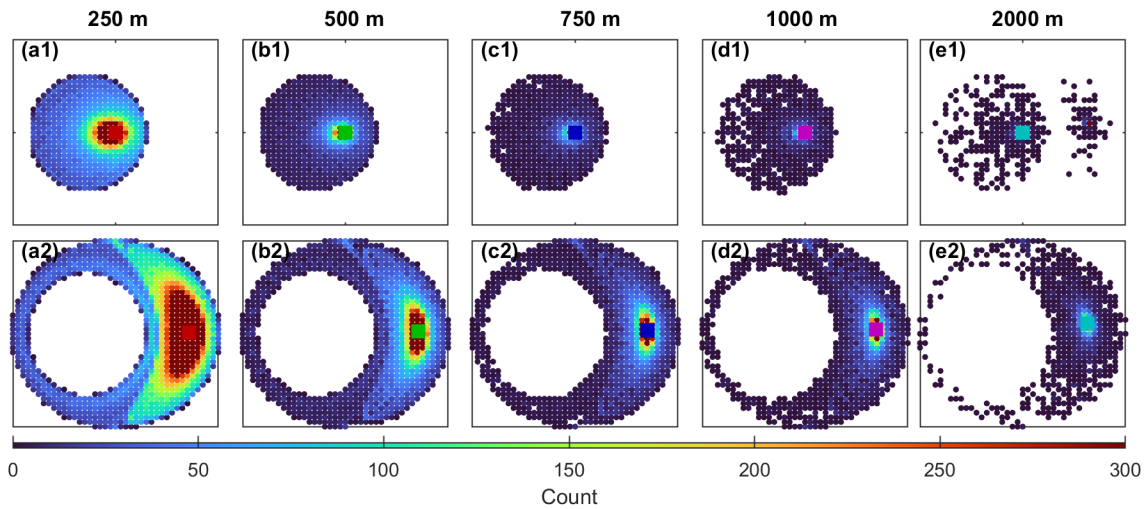 250 m 500 m 750 m 1000 m 2000 m
(a1) (b1) (c1) (d1) (e1)
(a2) (b2) (c2) (d2) (e2)
0 50 100 150 200 250 300
Count